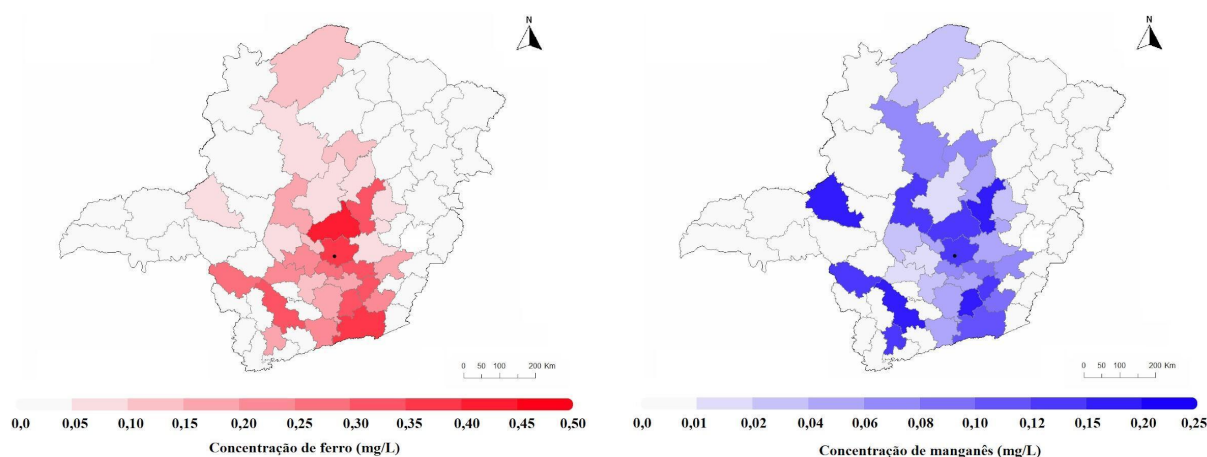 N
0 50 100 200 Km
0,0 0,05 0,10 0,15 0,20 0,25 0,30 0,35 0,40 0,45 0,50
Concentração de ferro (mg/L)
N
0 50 100 200 Km
0,0 0,01 0,02 0,04 0,06 0,08 0,10 0,12 0,15 0,20 0,25
Concentração de manganês (mg/L)